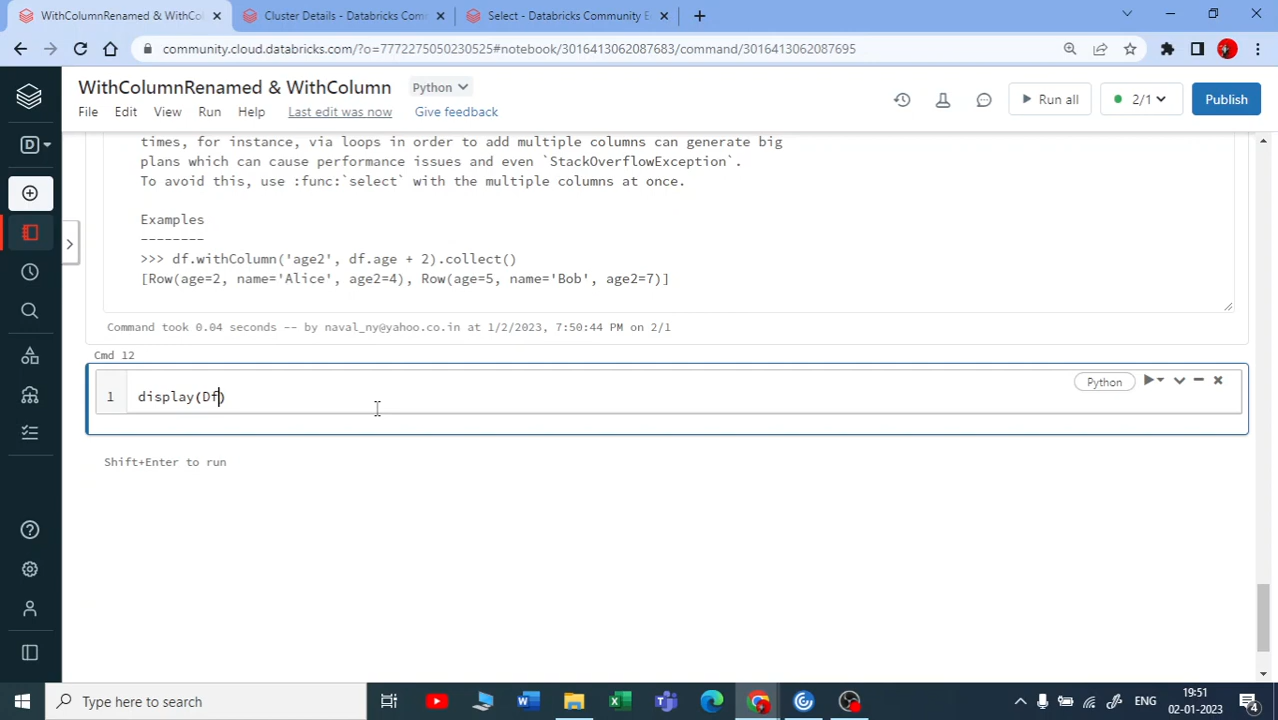 WithColumnRenamed & WithCol
Cluster Details - Databricks Comm
Select - Databricks Community E
community.cloud.databricks.com/?o=7772275050230525#notebook/3016413062087683/command/3016413062087695
WithColumnRenamed & WithColumn
Python
File
Edit
View
Run
Help
Last edit was now
Give feedback
Run all
2/1
Publish
D
times, for instance, via loops in order to add multiple columns can generate big
plans which can cause performance issues and even `StackOverflowException`.
To avoid this, use :func:`select` with the multiple columns at once.
Examples
--------
>>> df.withColumn('age2', df.age + 2).collect()
[Row(age=2, name='Alice', age2=4), Row(age=5, name='Bob', age2=7)]
Command took 0.04 seconds -- by naval_ny@yahoo.co.in at 1/2/2023, 7:50:44 PM on 2/1
Cmd 12
Python
1 display(Df)
Shift+Enter to run
Type here to search
ENG
19:51
02-01-2023
4